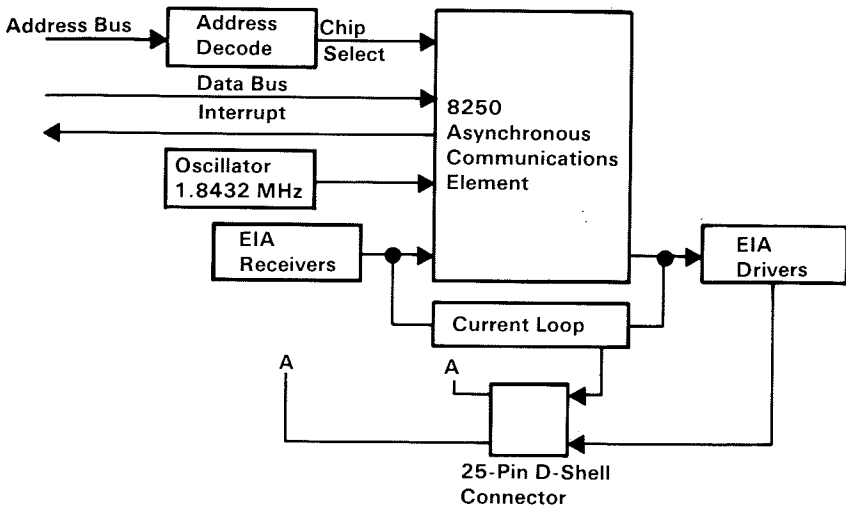 Address Bus
Address
Decode
Chip
Select
Data Bus
Interrupt
8250
Asynchronous
Communications
Element
Oscillator
1.8432 MHz
EIA
Receivers
EIA
Drivers
Current Loop
A
A
25-Pin D-Shell
Connector